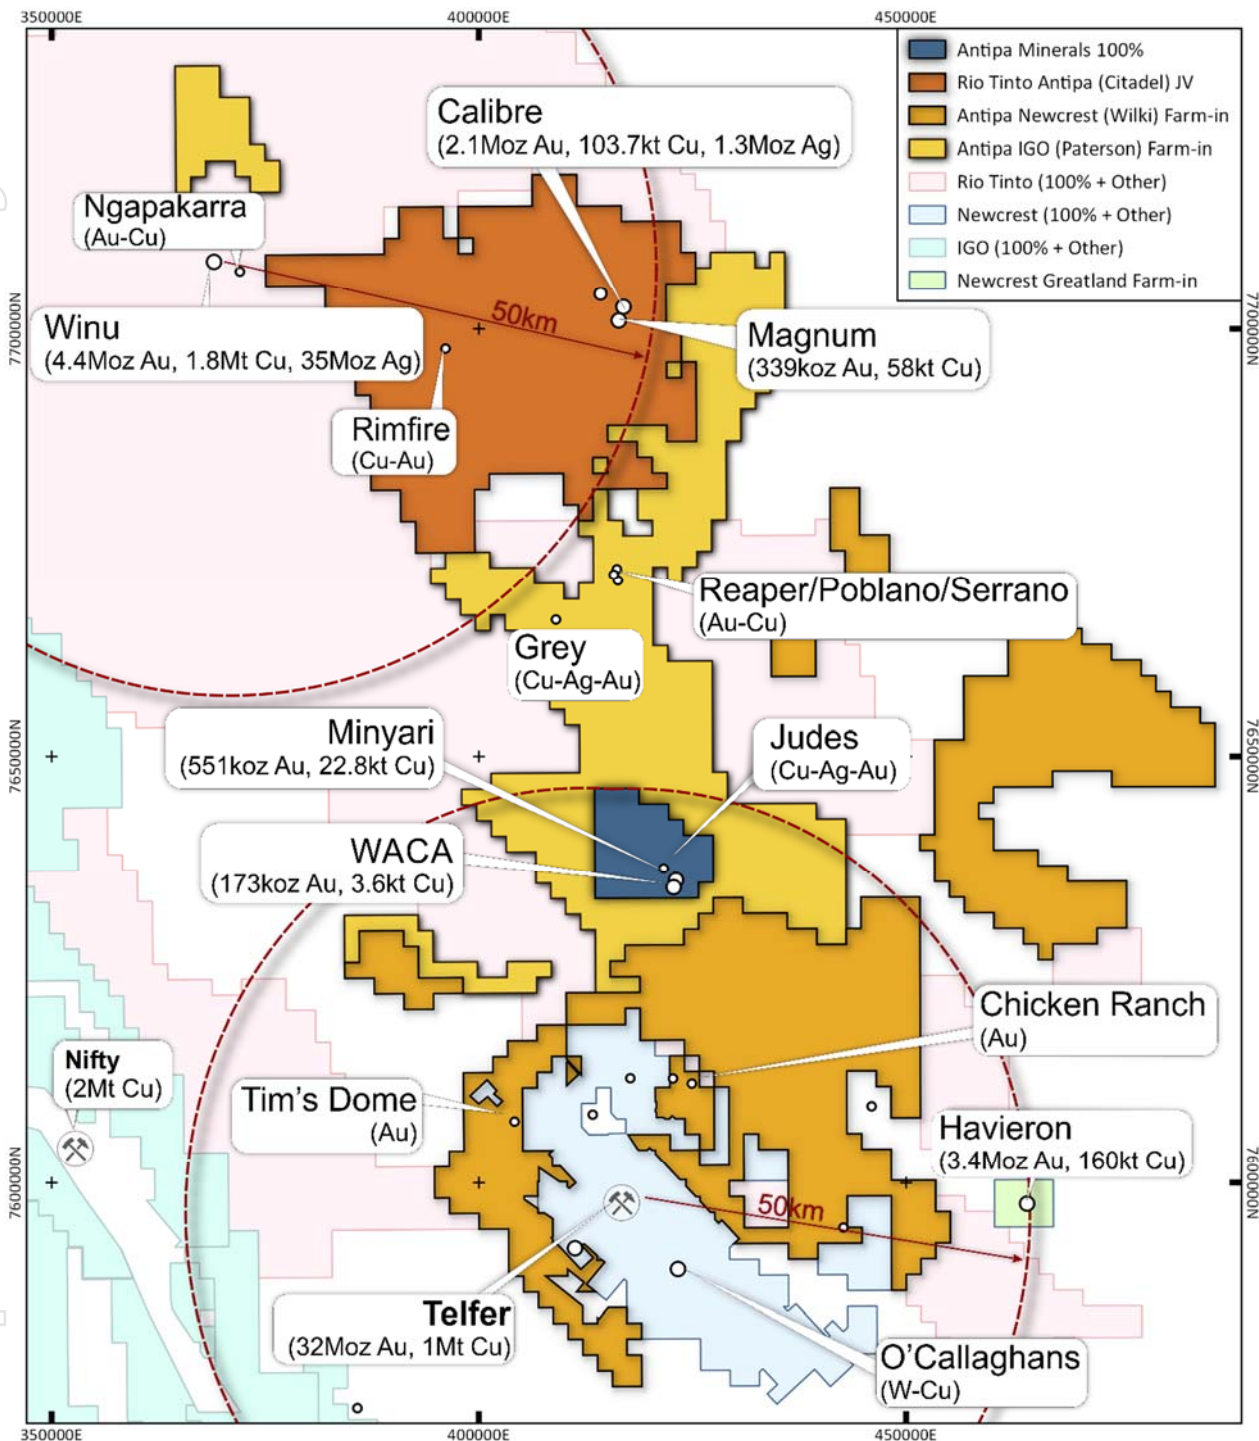 350000E
400000E
450000E
Antipa Minerals 100%
Rio Tinto Antipa (Citadel) JV
Antipa Newcrest (Wilki) Farm-in
Antipa IGO (Paterson) Farm-in
Rio Tinto (100% + Other)
Newcrest (100% + Other)
IGO (100% + Other)
Newcrest Greatland Farm-in
Calibre
(2.1Moz Au, 103.7kt Cu, 1.3Moz Ag)
Ngapakarra
(Au-Cu)
Winu
(4.4Moz Au, 1.8Mt Cu, 35Moz Ag)
50km
Magnum
(339koz Au, 58kt Cu)
7700000N
7700000N
Rimfire
(Cu-Au)
Reaper/Poblano/Serrano
(Au-Cu)
Grey
(Cu-Ag-Au)
Minyari
(551koz Au, 22.8kt Cu)
Judes
(Cu-Ag-Au)
7650000N
7650000N
WACA
(173koz Au, 3.6kt Cu)
Chicken Ranch
(Au)
Nifty
(2Mt Cu)
Tim's Dome
(Au)
Havieron
(3.4Moz Au, 160kt Cu)
7600000N
7600000N
50km
Telfer
(32Moz Au, 1Mt Cu)
O'Callaghans
(W-Cu)
350000E
400000E
450000E